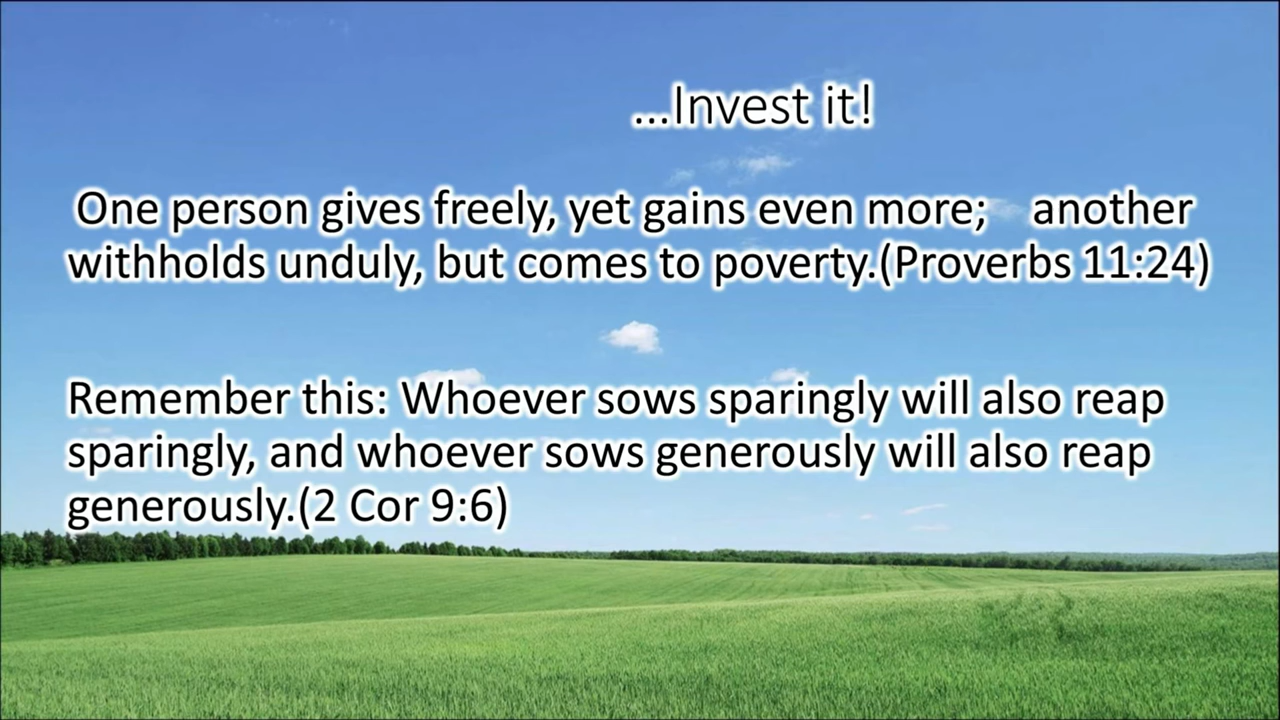 ...Invest it!
One person gives freely, yet gains even more;    another
withholds unduly, but comes to poverty.(Proverbs 11:24)
Remember this: Whoever sows sparingly will also reap
sparingly, and whoever sows generously will also reap
generously.(2 Cor 9:6)